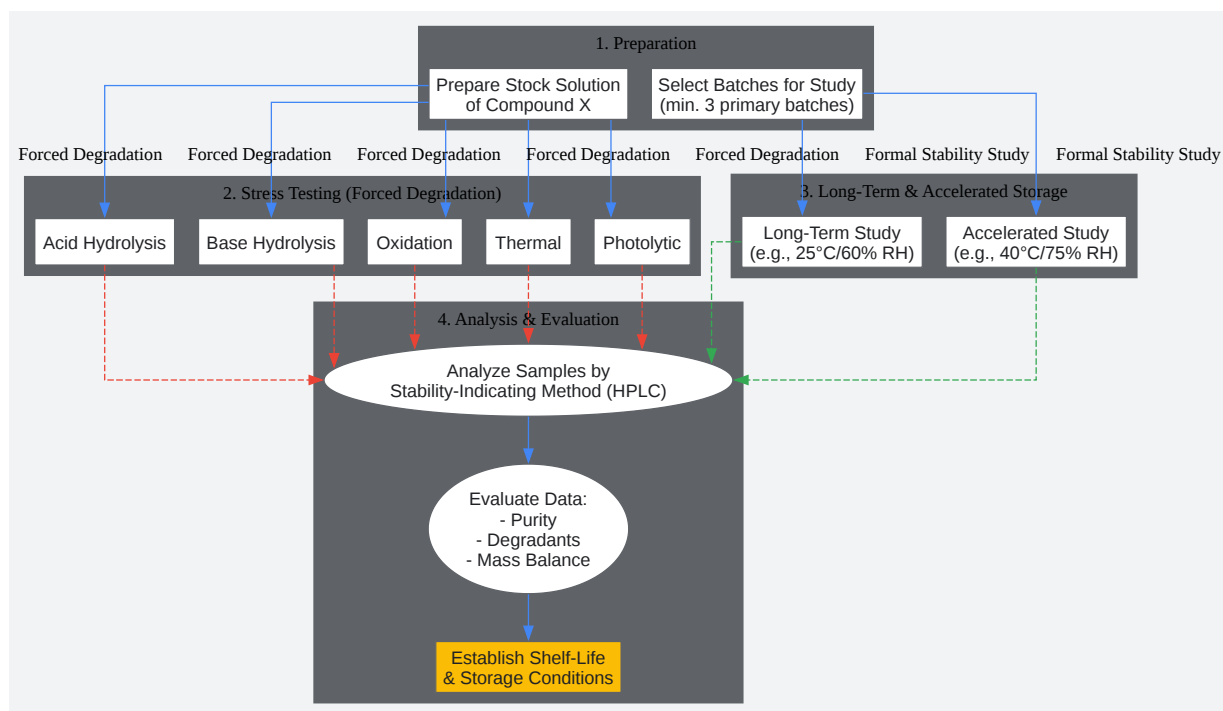 1. Preparation
Prepare Stock Solution
of Compound X
Select Batches for Study
(min. 3 primary batches)
Forced Degradation
Forced Degradation
Forced Degradation
Forced Degradation
Forced Degradation
Formal Stability Study
Formal Stability Study
2. Stress Testing (Forced Degradation)
Acid Hydrolysis
Base Hydrolysis
Oxidation
Thermal
Photolytic
3. Long-Term & Accelerated Storage
Long-Term Study
(e.g., 25°C/60% RH)
Accelerated Study
(e.g., 40°C/75% RH)
4. Analysis & Evaluation
Analyze Samples by
Stability-Indicating Method (HPLC)
Evaluate Data:
- Purity
- Degradants
- Mass Balance
Establish Shelf-Life
& Storage Conditions